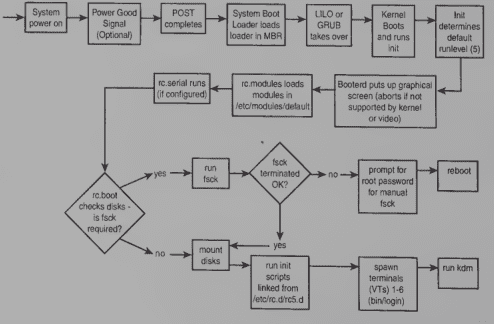 System
power on
Power Good
Signal
(Optional)
POST
completes
System Boot
Loader loads
loader in MBR
LILO or
GRUB
takes over
Kernel
Boots
and runs
init
Init
determines
default
runlevel (5)
rc.serial runs
(if configured)
rc.modules loads
modules in
/etc/modules/default
Booterd puts up graphical
screen (aborts if not
supported by kernel
or video)
rc.boot
checks disks -
is fsck
required?
yes
run
fsck
fsck
terminated
OK?
no
prompt for
root password
for manual
fsck
reboot
yes
no
mount
disks
run init
scripts
linked from
/etc/rc.d/rc5.d
spawn
terminals
(VTs) 1-6
(bin/login)
run kdm